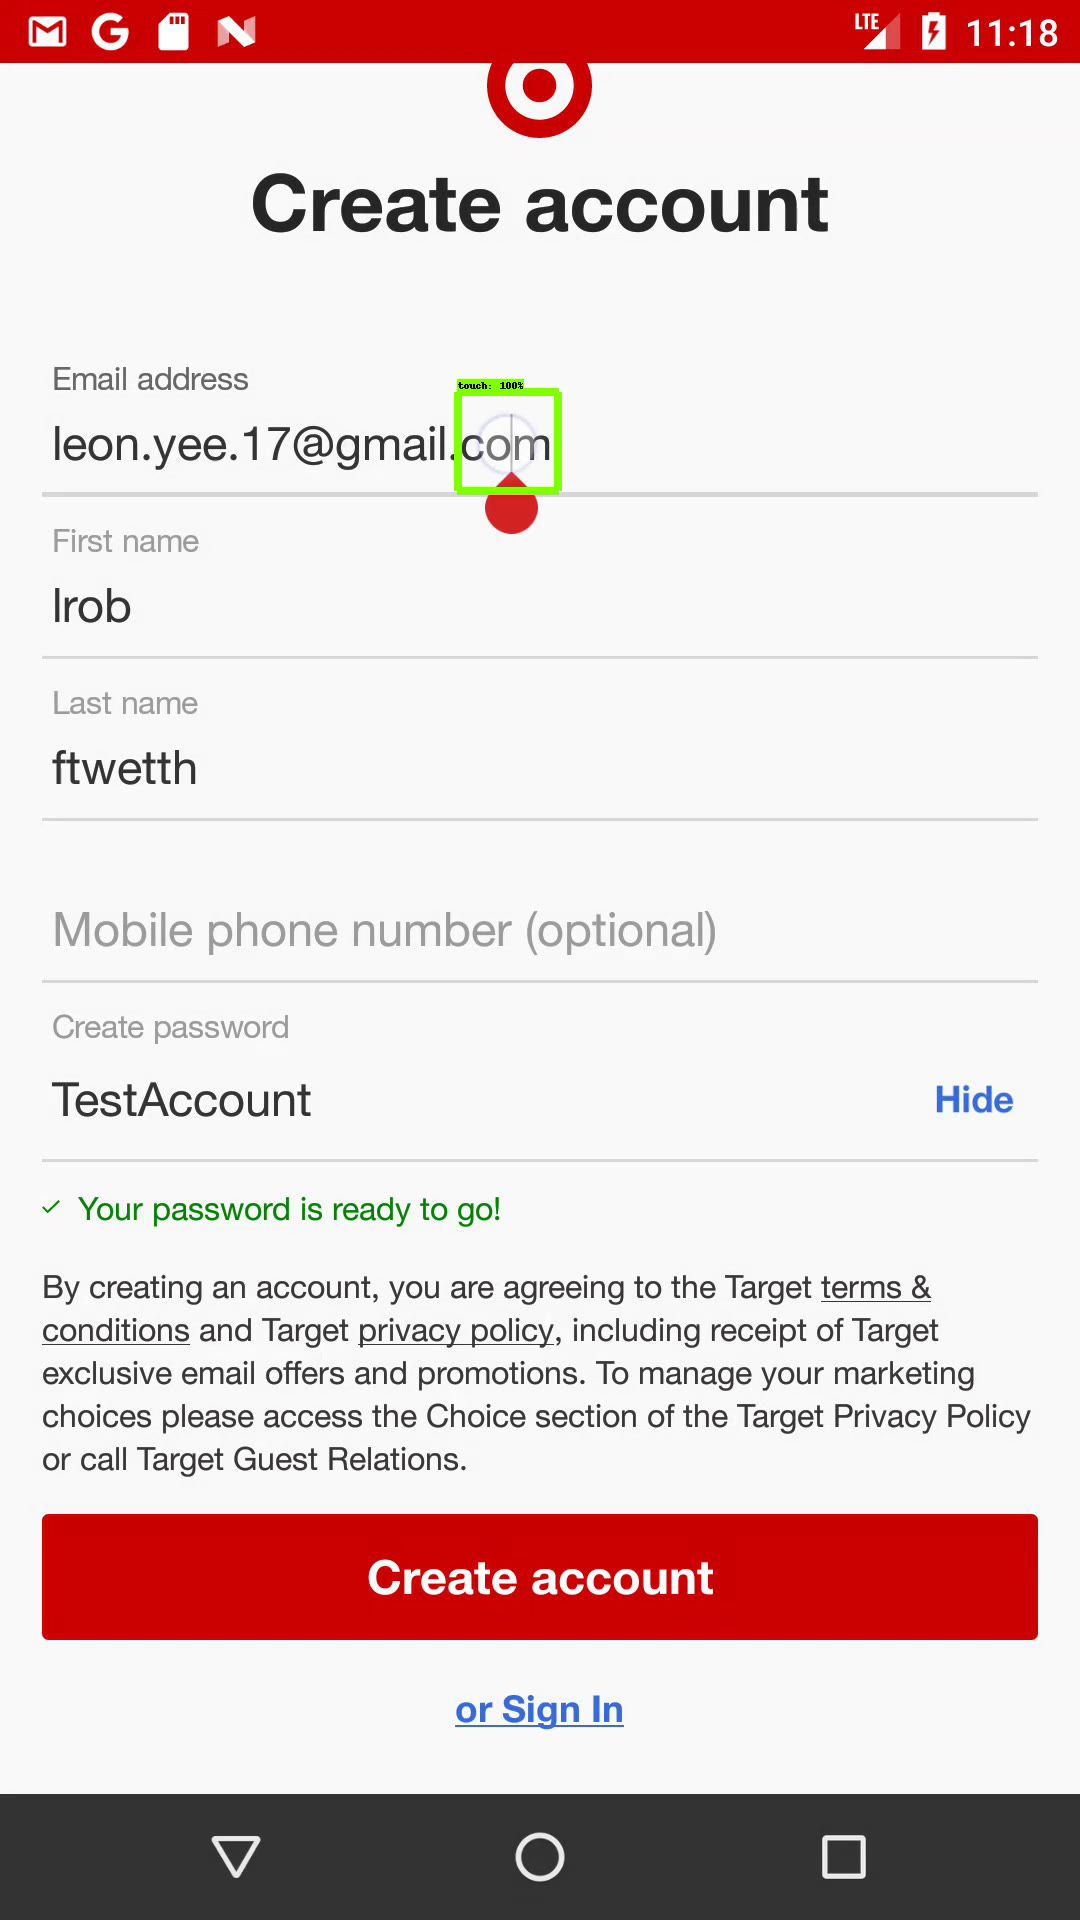 LTE 11:18
Create account
Email address
touch: 100%
leon.yee.17@gmail.com
First name
lrob
Last name
ftwetth
Mobile phone number (optional)
Create password
TestAccount Hide
Your password is ready to go!
By creating an account, you are agreeing to the Target terms &
conditions and Target privacy policy, including receipt of Target
exclusive email offers and promotions. To manage your marketing
choices please access the Choice section of the Target Privacy Policy
or call Target Guest Relations.
Create account
or Sign In